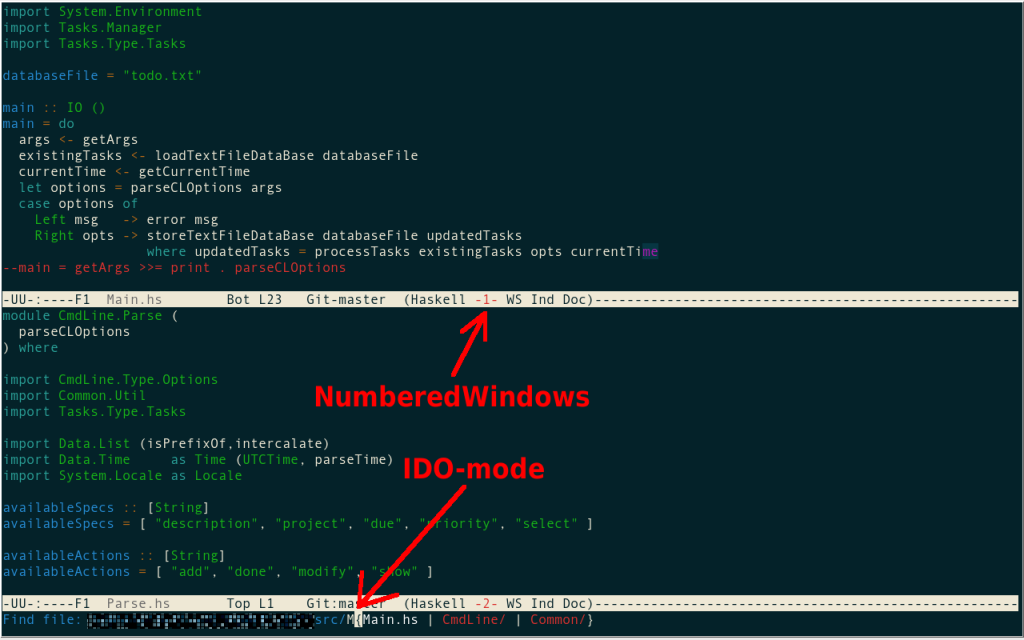 import System.Environment
import Tasks.Manager
import Tasks.Type.Tasks

databaseFile = "todo.txt"

main :: IO ()
main = do
  args <- getArgs
  existingTasks <- loadTextFileDataBase databaseFile
  currentTime <- getCurrentTime
  let options = parseCLOptions args
  case options of
    Left msg   -> error msg
    Right opts -> storeTextFileDataBase databaseFile updatedTasks
                  where updatedTasks = processTasks existingTasks opts currentTime
--main = getArgs >>= print . parseCLOptions

-UU-:----F1  Main.hs        Bot L23   Git-master  (Haskell -1- WS Ind Doc)-----------------------------------------------------
module CmdLine.Parse (
  parseCLOptions
) where

import CmdLine.Type.Options
NumberedWindows
import Common.Util
import Tasks.Type.Tasks

import Data.List (isPrefixOf,intercalate)
import Data.Time     as Time (UTCTime, parseTime)
IDO-mode
import System.Locale as Locale

availableSpecs :: [String]
availableSpecs = [ "description", "project", "due", "priority", "select" ]

availableActions :: [String]
availableActions = [ "add", "done", "modify", "show" ]

-UU-:----F1  Parse.hs       Top L1    Git:master  (Haskell -2- WS Ind Doc)-----------------------------------------------------
Find file: src/M{Main.hs | CmdLine/ | Common/}